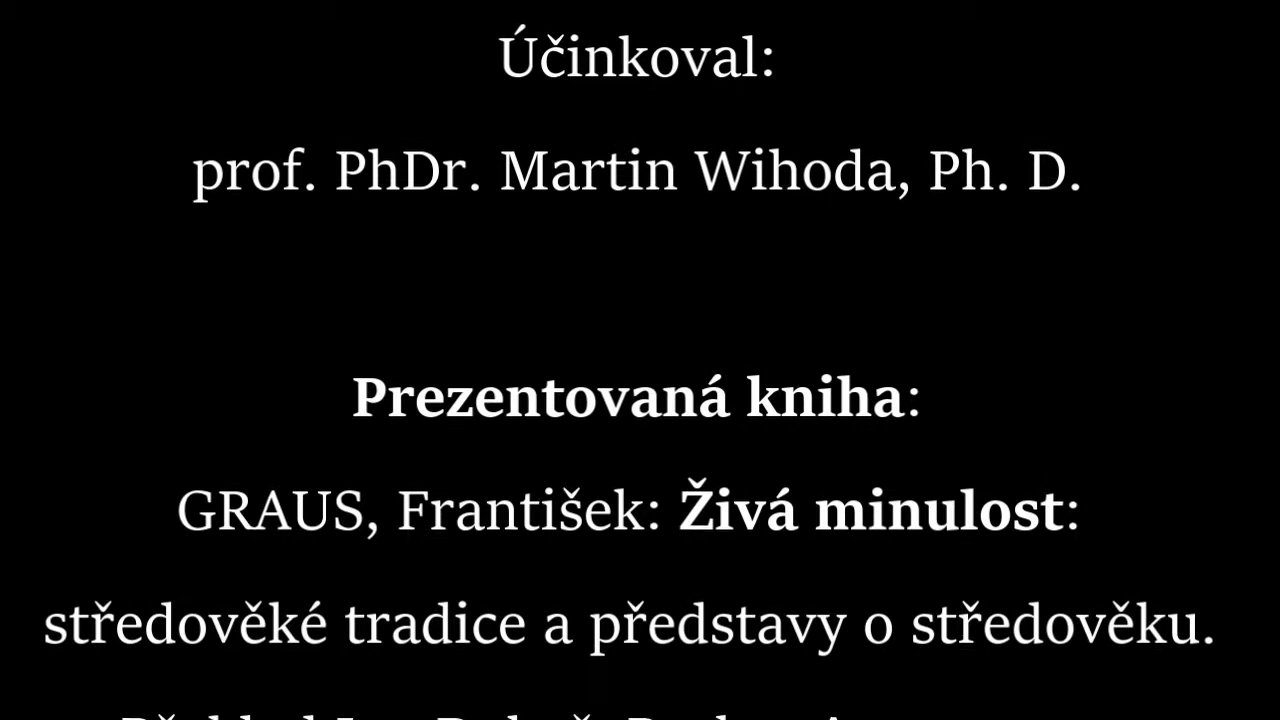 Účinkoval:
prof. PhDr. Martin Wihoda, Ph. D.
Prezentovaná kniha:
GRAUS, František: Živá minulost:
středověké tradice a představy o středověku.